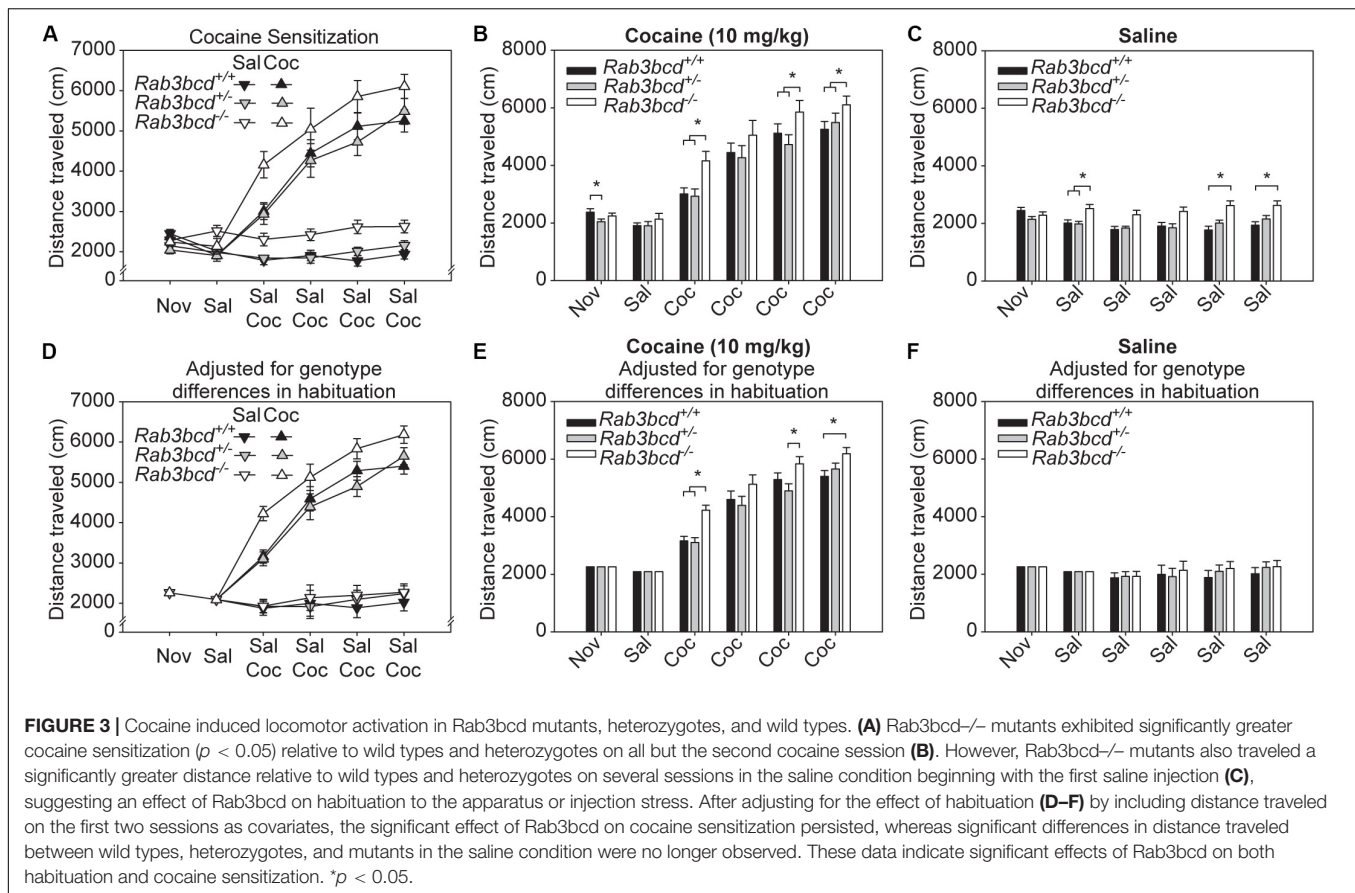 A
Cocaine Sensitization
7000
6000
5000
4000
3000
2000
0
Distance traveled (cm)
Sal Coc
Rab3bcd+/+
Rab3bcd+/-
Rab3bcd-/-
Nov
Sal
Sal Coc
Sal Coc
Sal Coc
Sal Coc
B
Cocaine (10 mg/kg)
8000
6000
4000
2000
0
Distance traveled (cm)
Rab3bcd+/+
Rab3bcd+/-
Rab3bcd-/-
*
*
*
*
Nov
Sal
Coc
Coc
Coc
Coc
C
Saline
8000
6000
4000
2000
0
Distance traveled (cm)
Rab3bcd+/+
Rab3bcd+/-
Rab3bcd-/-
*
*
*
Nov
Sal
Sal
Sal
Sal
Sal
D
Adjusted for genotype
differences in habituation
7000
6000
5000
4000
3000
2000
0
Distance traveled (cm)
Sal Coc
Rab3bcd+/+
Rab3bcd+/-
Rab3bcd-/-
Nov
Sal
Sal Coc
Sal Coc
Sal Coc
Sal Coc
E
Cocaine (10 mg/kg)
Adjusted for genotype
differences in habituation
8000
6000
4000
2000
0
Distance traveled (cm)
Rab3bcd+/+
Rab3bcd+/-
Rab3bcd-/-
*
*
*
Nov
Sal
Coc
Coc
Coc
Coc
F
Saline
Adjusted for genotype
differences in habituation
8000
6000
4000
2000
0
Distance traveled (cm)
Rab3bcd+/+
Rab3bcd+/-
Rab3bcd-/-
Nov
Sal
Sal
Sal
Sal
Sal
FIGURE 3 | Cocaine induced locomotor activation in Rab3bcd mutants, heterozygotes, and wild types. (A) Rab3bcd–/– mutants exhibited significantly greater
cocaine sensitization (p < 0.05) relative to wild types and heterozygotes on all but the second cocaine session (B). However, Rab3bcd–/– mutants also traveled a
significantly greater distance relative to wild types and heterozygotes on several sessions in the saline condition beginning with the first saline injection (C),
suggesting an effect of Rab3bcd on habituation to the apparatus or injection stress. After adjusting for the effect of habituation (D–F) by including distance traveled
on the first two sessions as covariates, the significant effect of Rab3bcd on cocaine sensitization persisted, whereas significant differences in distance traveled
between wild types, heterozygotes, and mutants in the saline condition were no longer observed. These data indicate significant effects of Rab3bcd on both
habituation and cocaine sensitization. *p < 0.05.